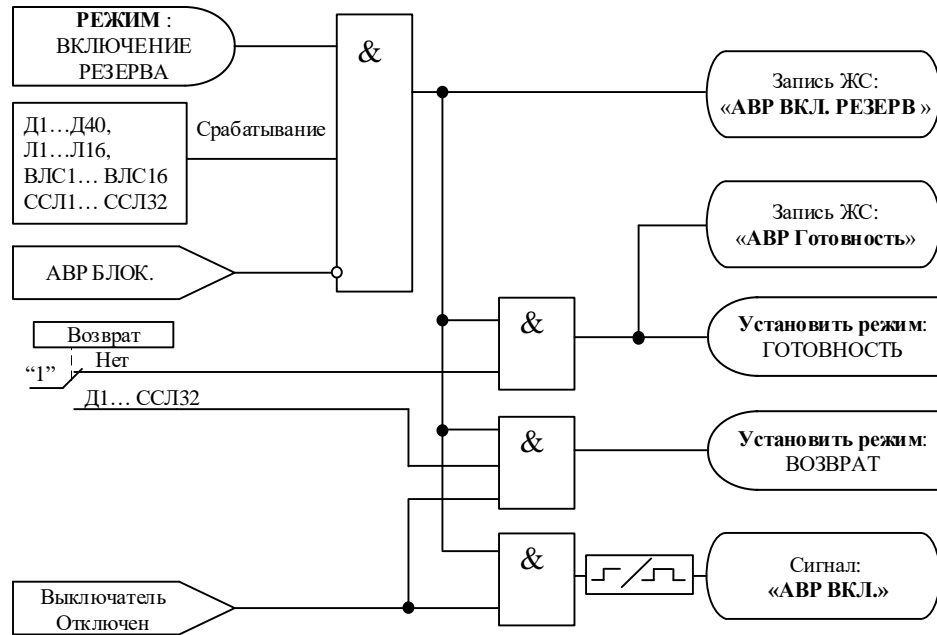 РЕЖИМ :
ВКЛЮЧЕНИЕ
РЕЗЕРВА
&
Запись ЖС:
«АВР ВКЛ. РЕЗЕРВ »
Д1…Д40,
Л1…Л16,
ВЛС1… ВЛС16
ССЛ1… ССЛ32
Срабатывание
Запись ЖС:
«АВР Готовность»
АВР БЛОК.
&
Установить режим:
ГОТОВНОСТЬ
Возврат
Нет
“1”
Д1… ССЛ32
&
Установить режим:
ВОЗВРАТ
&
Сигнал:
«АВР ВКЛ.»
Выключатель
Отключен